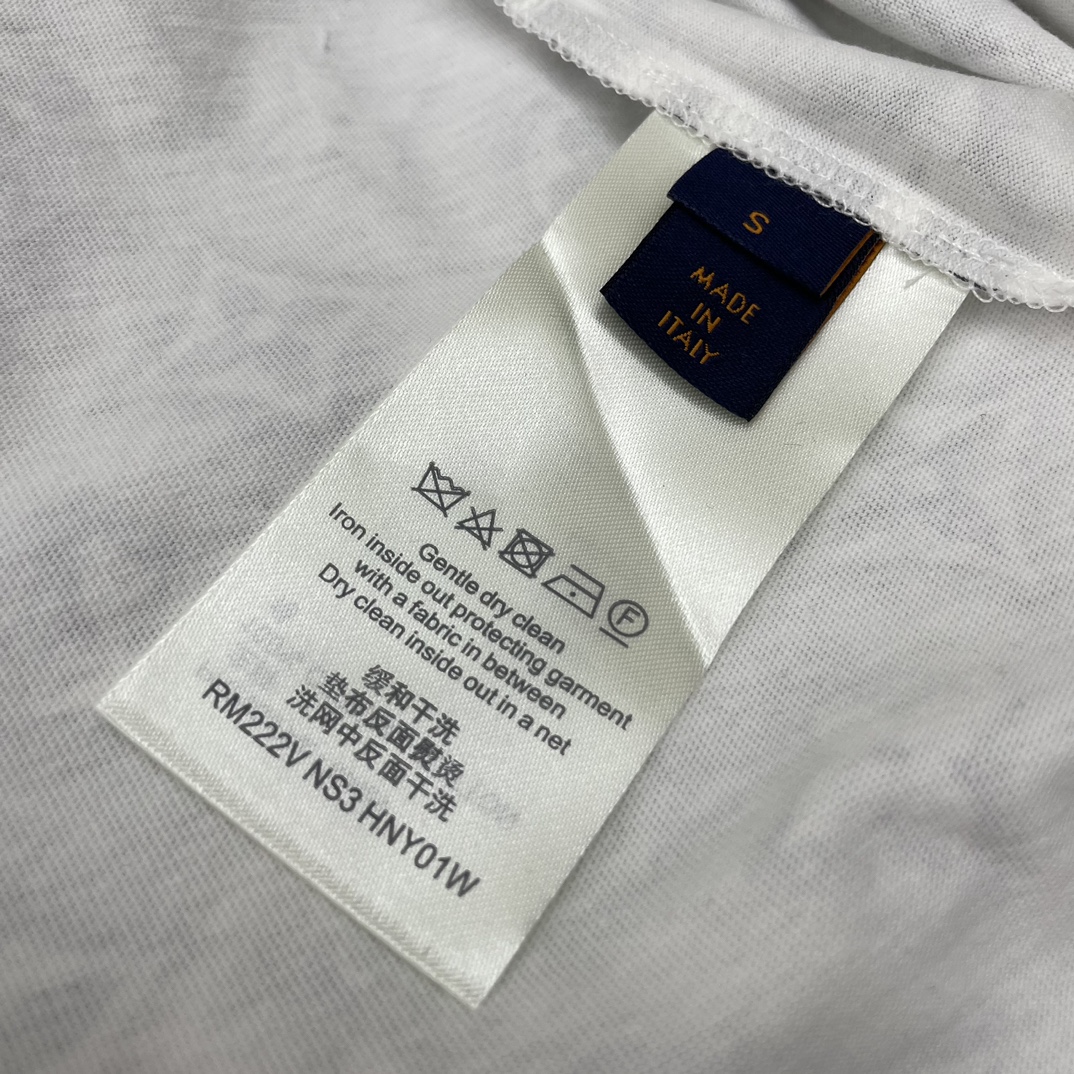 S
MADE
IN
ITALY
F
Gentle dry clean
Iron inside out protecting garment
with a fabric in between
Dry clean inside out in a net
缓和干洗
垫布反面熨烫
洗网中反面干洗
RM222V NS3 HNY01W